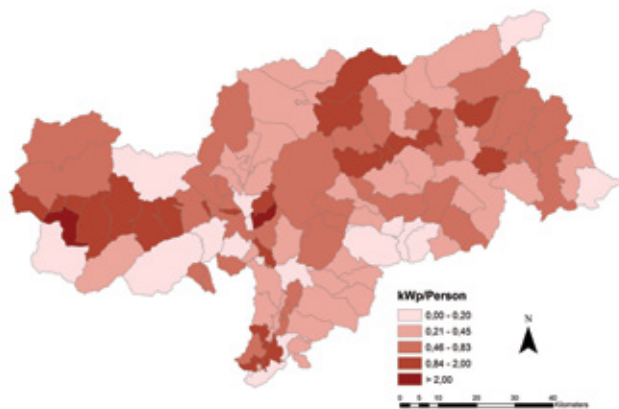 kWp/Person
0,00 - 0,20
0,21 - 0,45
0,46 - 0,83
0,84 - 2,00
> 2,00
N
0 5 10 20 30 40
Kilometers